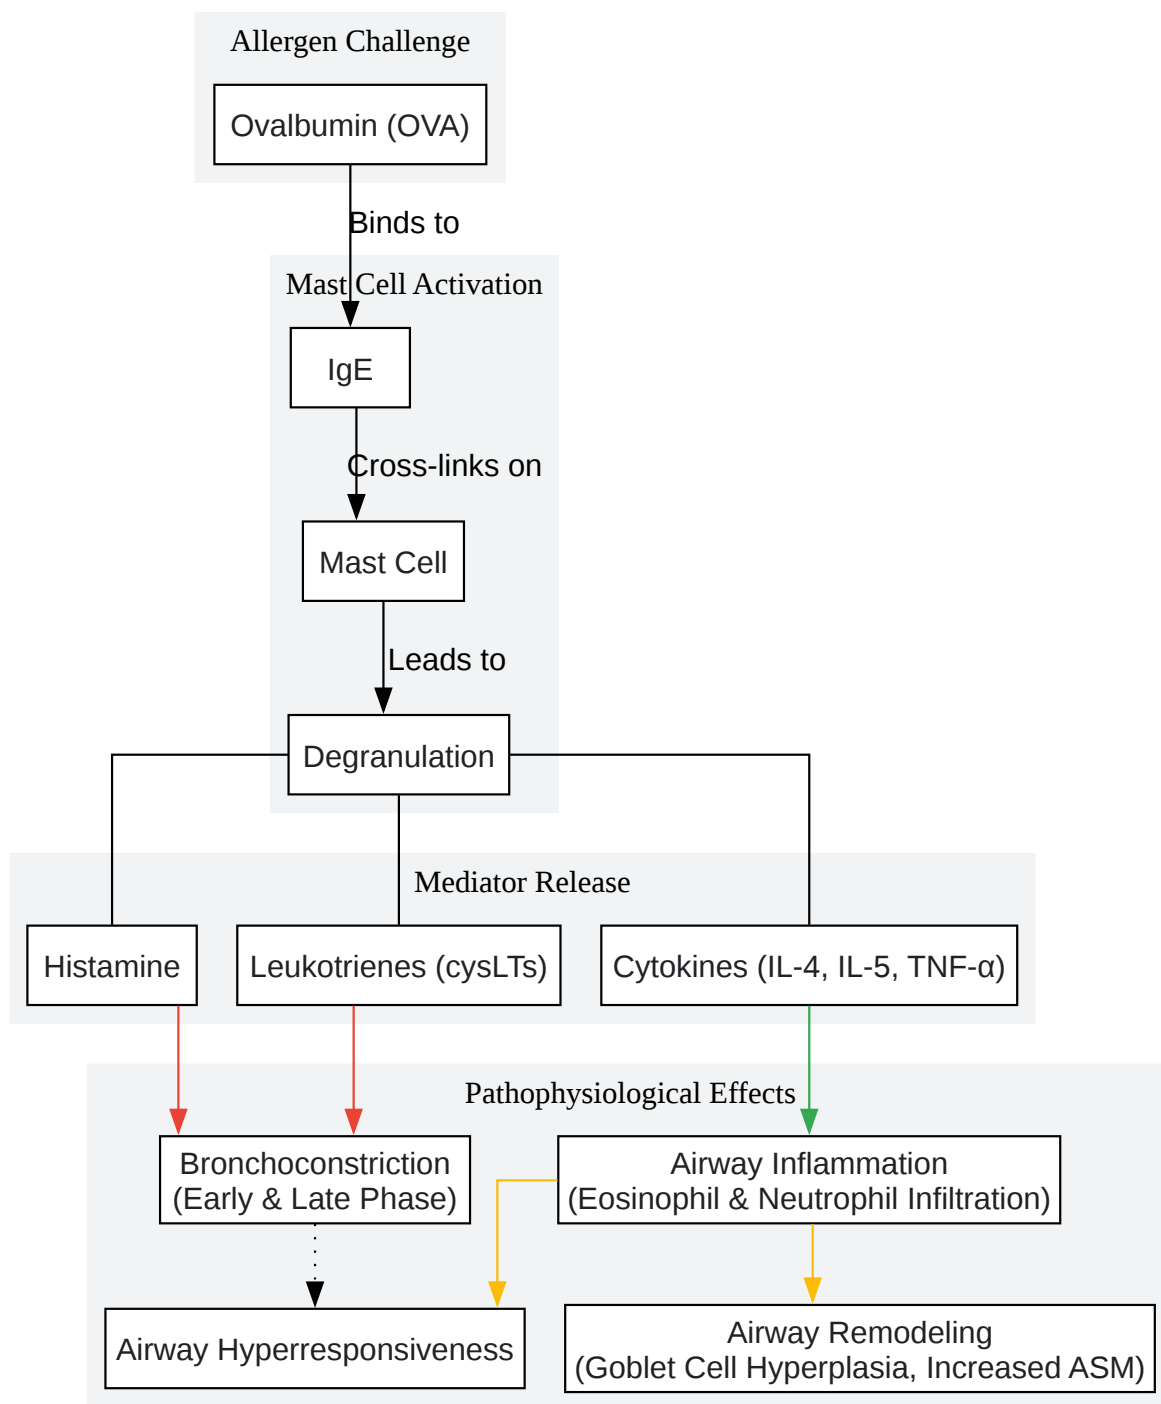 Allergen Challenge
Ovalbumin (OVA)
Binds to
Mast Cell Activation
IgE
Cross-links on
Mast Cell
Leads to
Degranulation
Mediator Release
Histamine
Leukotrienes (cysLTs)
Cytokines (IL-4, IL-5, TNF-α)
Pathophysiological Effects
Bronchoconstriction
(Early & Late Phase)
Airway Inflammation
(Eosinophil & Neutrophil Infiltration)
Airway Hyperresponsiveness
Airway Remodeling
(Goblet Cell Hyperplasia, Increased ASM)